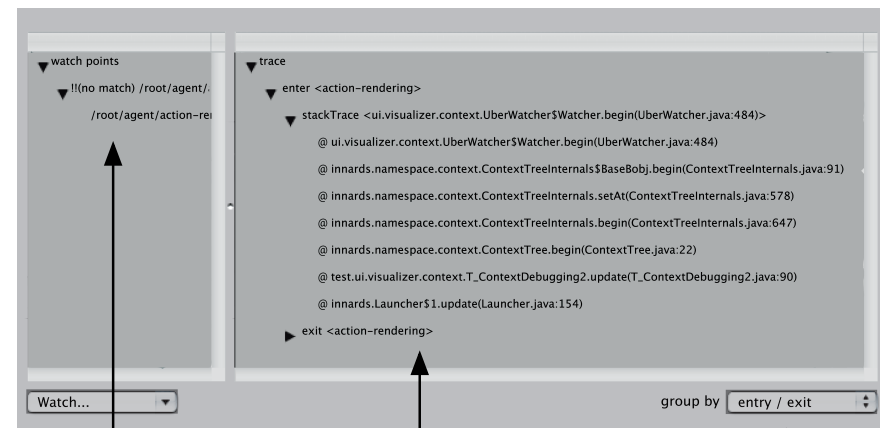 watch points
!!(no match) /root/agent/
/root/agent/action-rei
trace
enter <action-rendering>
stackTrace <ui.visualizer.context.UberWatcher$Watcher.begin(UberWatcher.java:484)>
@ ui.visualizer.context.UberWatcher$Watcher.begin(UberWatcher.java:484)
@ innards.namespace.context.ContextTreeInternals$BaseBobj.begin(ContextTreeInternals.java:91)
@ innards.namespace.context.ContextTreeInternals.setAt(ContextTreeInternals.java:578)
@ innards.namespace.context.ContextTreeInternals.begin(ContextTreeInternals.java:647)
@ innards.namespace.context.ContextTree.begin(ContextTree.java:22)
@ test.ui.visualizer.context.T_ContextDebugging2.update(T_ContextDebugging2.java:90)
@ innards.Launcher$1.update(Launcher.java:154)
exit <action-rendering>
Watch...
group by entry / exit